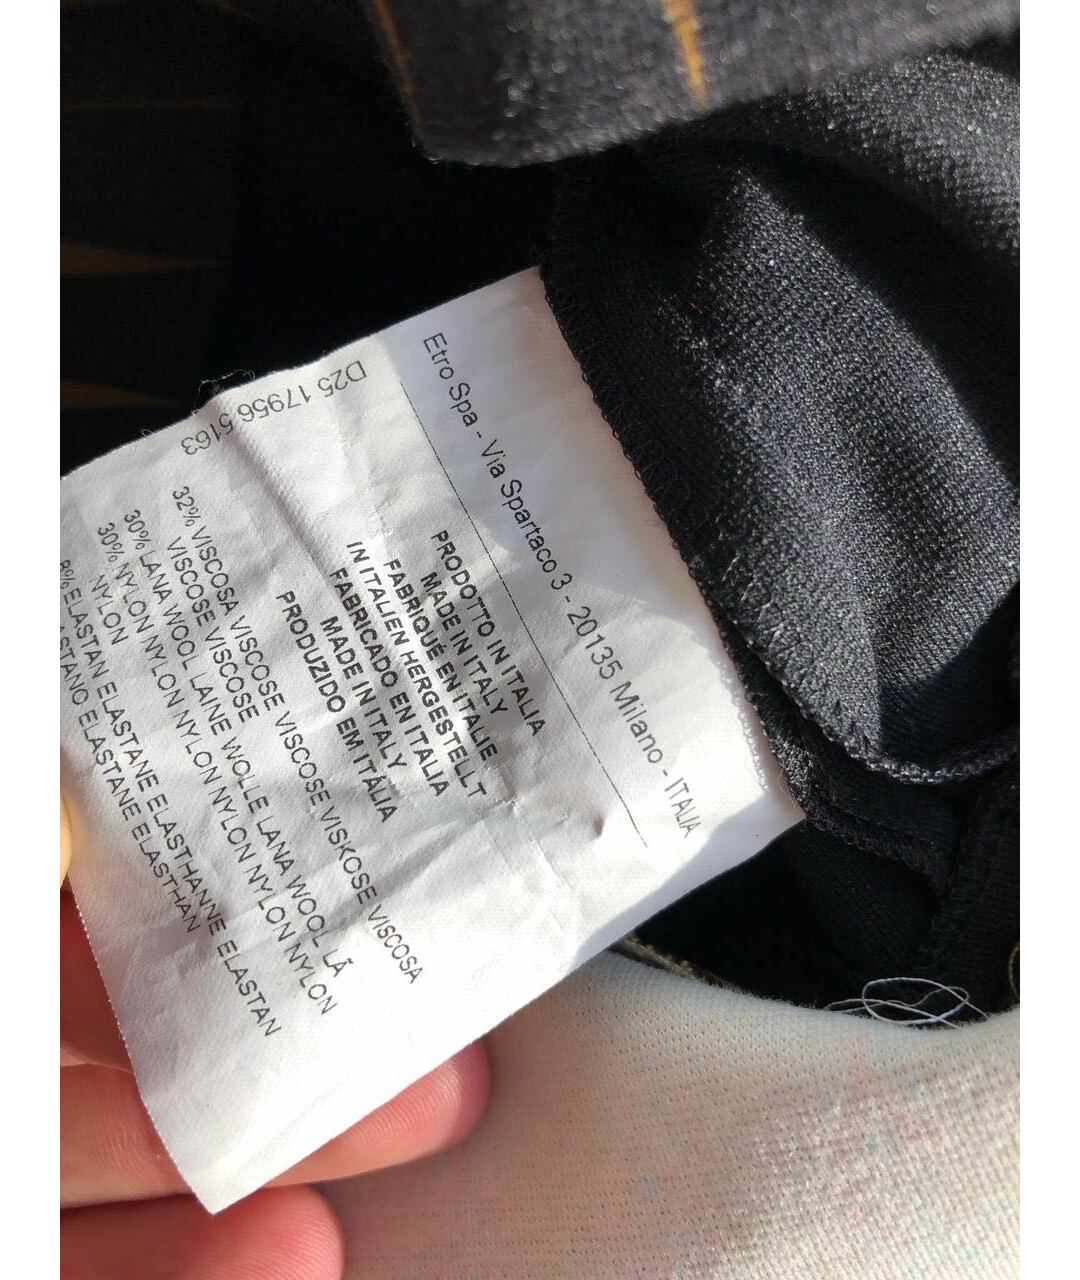 Etro Spa - Via Spartaco 3 - 20135 Milano - ITALIA
PRODOTTO IN ITALIA
MADE IN ITALY
FABRIQUÉ EN ITALIE
IN ITALIEN HERGESTELLT
FABRICADO EN ITALIA
MADE IN ITALY
PRODUZIDO EM ITÁLIA
D25 17956 5163
32% VISCOSA VISCOSE VISCOSE VISKOSE VISCOSA
VISCOSE VISCOSE
30% LANA WOOL LAINE WOLLE LANA WOOL LÃ
30% NYLON NYLON NYLON NYLON NYLON NYLON
NYLON
8% ELASTAN ELASTANE ELASTHANNE ELASTAN
ELASTANE ELASTHAN